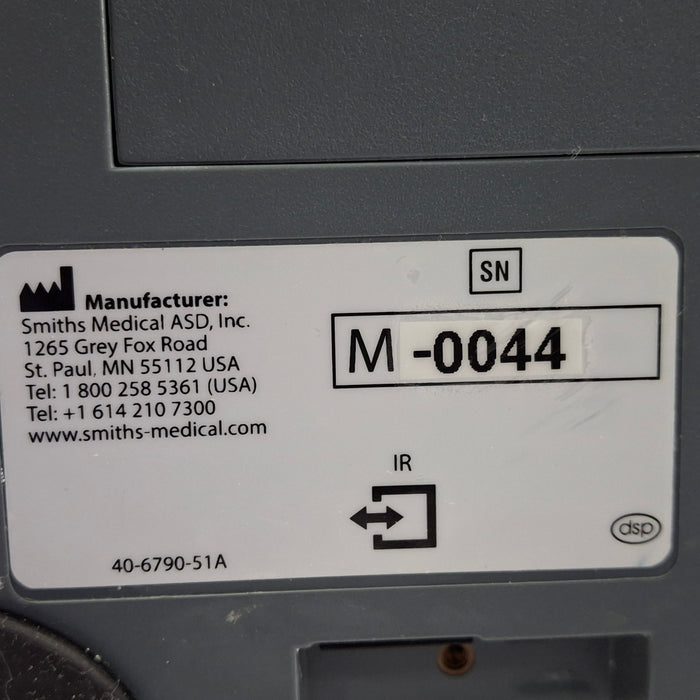 Manufacturer:
Smiths Medical ASD, Inc.
1265 Grey Fox Road
St. Paul, MN 55112 USA
Tel: 1 800 258 5361 (USA)
Tel: +1 614 210 7300
www.smiths-medical.com
SN
M -0044
IR
dsp
40-6790-51A